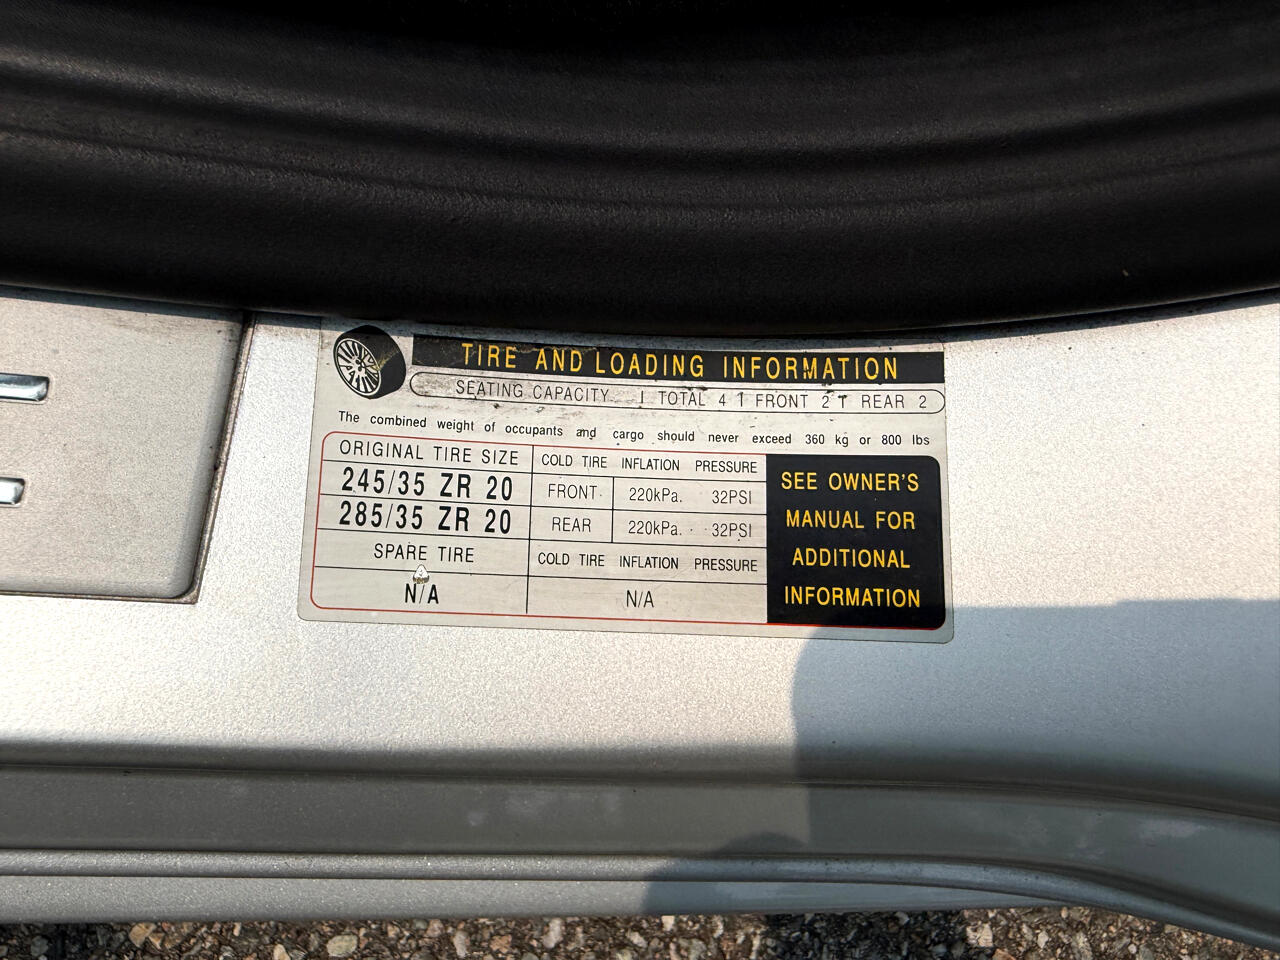 TIRE AND LOADING INFORMATION
SEATING CAPACITY | TOTAL 4 | FRONT 2 | REAR 2
The combined weight of occupants and cargo should never exceed 360 kg or 800 lbs
ORIGINAL TIRE SIZE COLD TIRE INFLATION PRESSURE
245/35 ZR 20 FRONT 220kPa. 32PSI
285/35 ZR 20 REAR 220kPa. 32PSI
SPARE TIRE COLD TIRE INFLATION PRESSURE
N/A N/A
SEE OWNER'S
MANUAL FOR
ADDITIONAL
INFORMATION